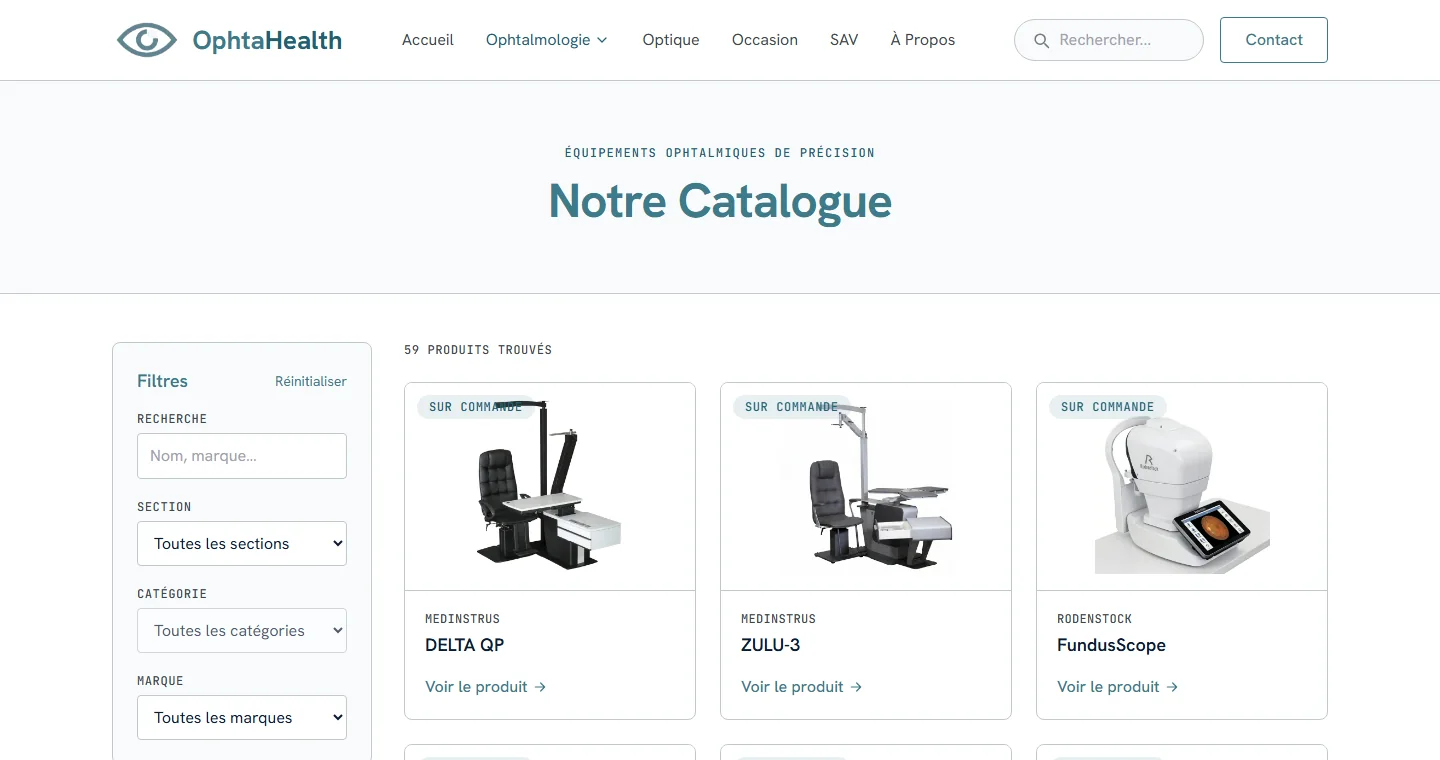 OphtaHealth
Accueil
Ophtalmologie
Optique
Occasion
SAV
À Propos
Rechercher...
Contact
ÉQUIPEMENTS OPHTALMIQUES DE PRÉCISION
Notre Catalogue
Filtres
Réinitialiser
RECHERCHE
Nom, marque...
SECTION
Toutes les sections
CATÉGORIE
Toutes les catégories
MARQUE
Toutes les marques
59 PRODUITS TROUVÉS
SUR COMMANDE
MEDINSTRUS
DELTA QP
Voir le produit →
SUR COMMANDE
MEDINSTRUS
ZULU-3
Voir le produit →
SUR COMMANDE
RODENSTOCK
FundusScope
Voir le produit →